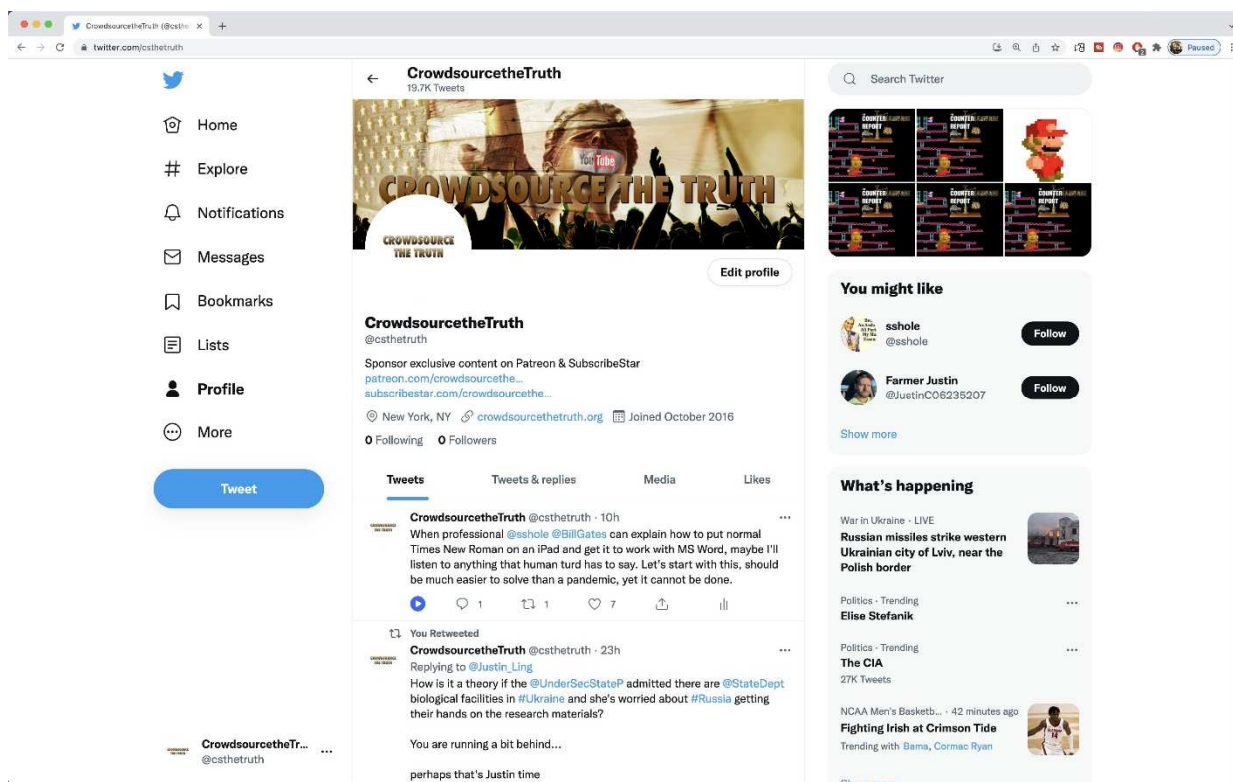 CrowdsourcetheTruth (@csthe
twitter.com/csthetruth
Paused
Home
Explore
Notifications
Messages
Bookmarks
Lists
Profile
More
Tweet
CrowdsourcetheTr...
@csthetruth
CrowdsourcetheTruth
19.7K Tweets
YouTube
CROWDSOURCE THE TRUTH
CROWDSOURCE
THE TRUTH
Edit profile
CrowdsourcetheTruth
@csthetruth
Sponsor exclusive content on Patreon & SubscribeStar
patreon.com/crowdsourcethe...
subscribestar.com/crowdsourcethe...
New York, NY crowdsourcethetruth.org Joined October 2016
0 Following 0 Followers
Tweets Tweets & replies Media Likes
CrowdsourcetheTruth @csthetruth · 10h
When professional @sshole @BillGates can explain how to put normal
Times New Roman on an iPad and get it to work with MS Word, maybe I'll
listen to anything that human turd has to say. Let's start with this, should
be much easier to solve than a pandemic, yet it cannot be done.
1 1 7
You Retweeted
CrowdsourcetheTruth @csthetruth · 23h
Replying to @Justin_Ling
How is it a theory if the @UnderSecStateP admitted there are @StateDept
biological facilities in #Ukraine and she's worried about #Russia getting
their hands on the research materials?
You are running a bit behind...
perhaps that's Justin time
Search Twitter
COUNTER
REPORT
COUNTER
REPORT
COUNTER
REPORT
COUNTER
REPORT
COUNTER
REPORT
You might like
sshole
@sshole
Follow
Farmer Justin
@JustinC06235207
Follow
Show more
What's happening
War in Ukraine · LIVE
Russian missiles strike western
Ukrainian city of Lviv, near the
Polish border
Politics · Trending
Elise Stefanik
Politics · Trending
The CIA
27K Tweets
NCAA Men's Basketb... · 42 minutes ago
Fighting Irish at Crimson Tide
Trending with Bama, Cormac Ryan